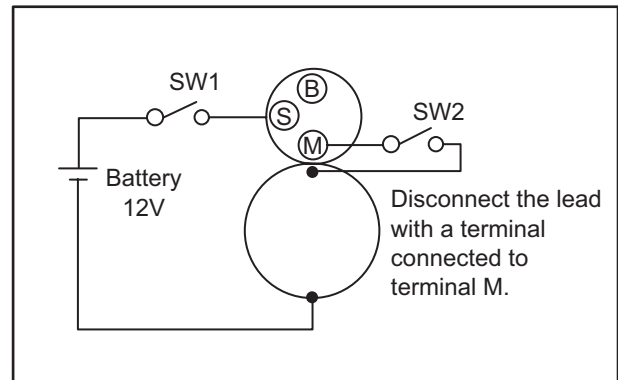 SW1
B
S
SW2
M
Battery
12V
Disconnect the lead
with a terminal
connected to
terminal M.